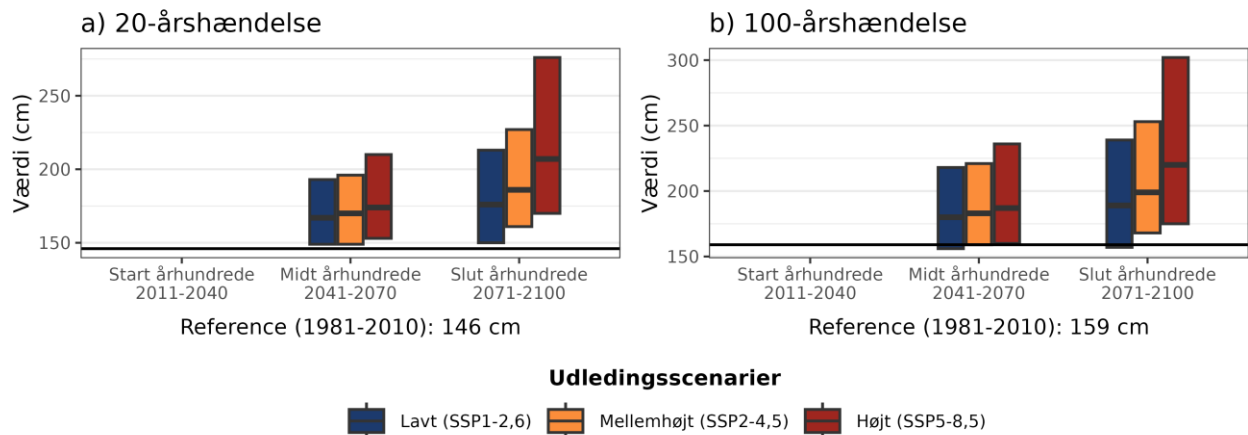 a) 20-årshændelse
Værdi (cm)
250
200
150
Start århundrede
2011-2040
Midt århundrede
2041-2070
Slut århundrede
2071-2100
Reference (1981-2010): 146 cm
b) 100-årshændelse
Værdi (cm)
300
250
200
150
Start århundrede
2011-2040
Midt århundrede
2041-2070
Slut århundrede
2071-2100
Reference (1981-2010): 159 cm
Udledingsscenarier
Lavt (SSP1-2,6)
Mellemhøjt (SSP2-4,5)
Højt (SSP5-8,5)